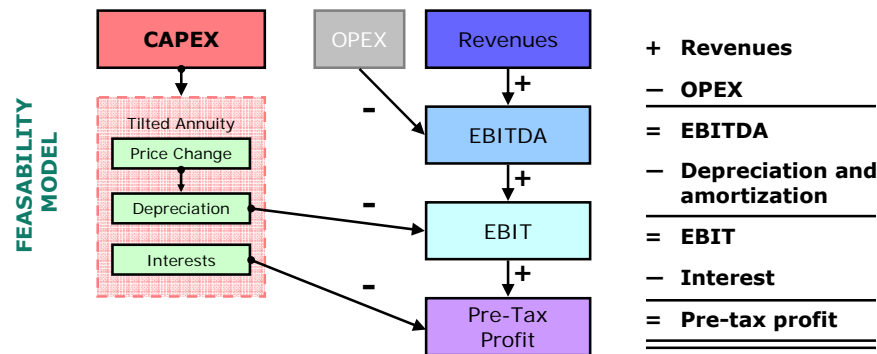 FEASABILITY
MODEL
CAPEX
OPEX
Revenues
Tilted Annuity
Price Change
Depreciation
Interests
+
-
EBITDA
+
-
EBIT
+
-
Pre-Tax
Profit
+ Revenues
– OPEX
= EBITDA
– Depreciation and
amortization
= EBIT
– Interest
= Pre-tax profit